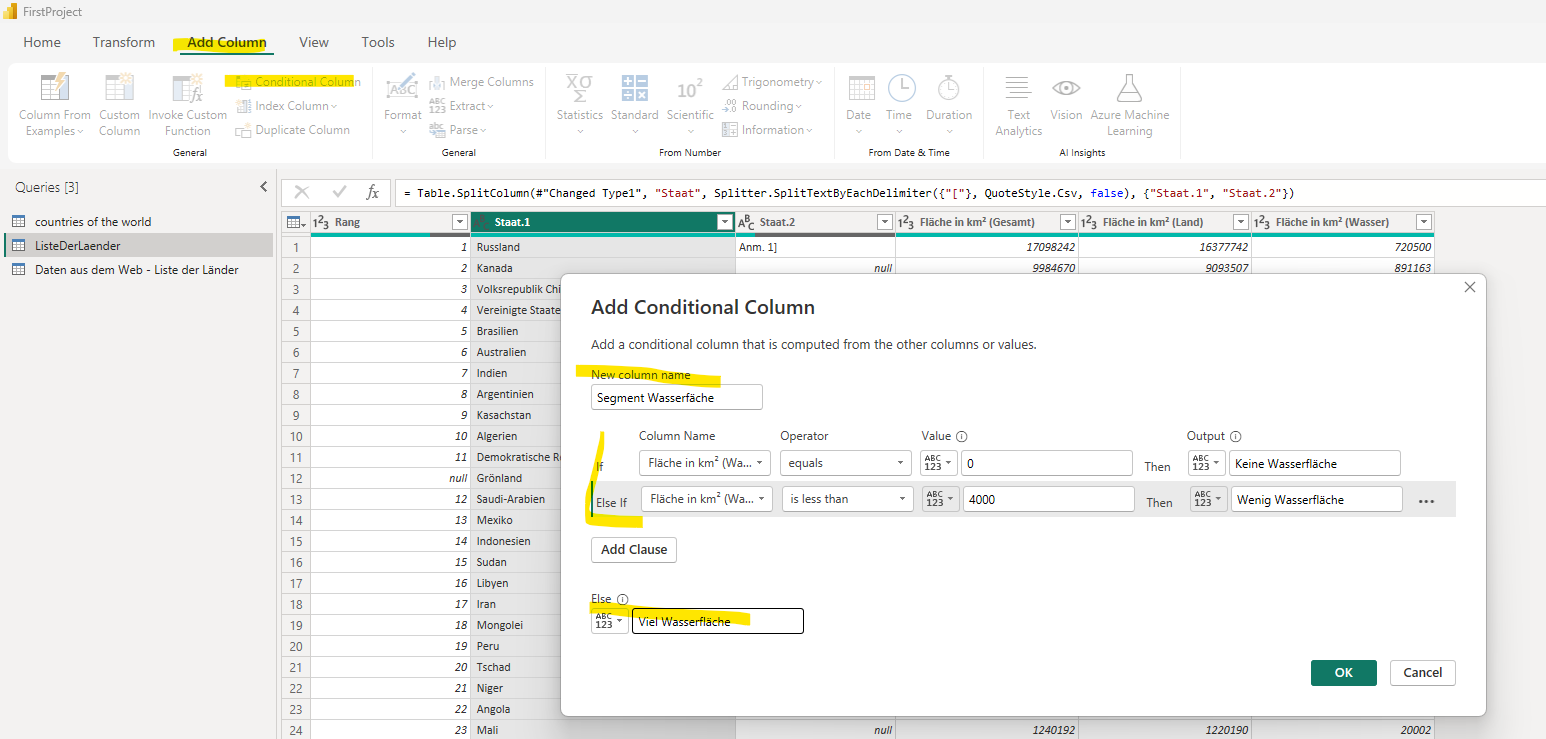 FirstProject
Home Transform Add Column View Tools Help
Conditional Column Merge Columns Trigonometry
Index Column Extract Rounding
Duplicate Column Parse Information
Column From Custom Invoke Custom Format Statistics Standard Scientific Date Time Duration Text Vision Azure Machine
Examples Column Function Analytics Learning
ABC
ABC
123
abc
XO
Σ
10²
.00
General General From Number From Date & Time AI Insights
Queries [3]
countries of the world
ListeDerLaender
Daten aus dem Web - Liste der Länder
fx = Table.SplitColumn(#"Changed Type1", "Staat", Splitter.SplitTextByEachDelimiter({"["}, QuoteStyle.Csv, false), {"Staat.1", "Staat.2"})
1²3 Rang Staat.1 ABC Staat.2 1²3 Fläche in km² (Gesamt) 1²3 Fläche in km² (Land) 1²3 Fläche in km² (Wasser)
1 1 Russland Anm. 1] 17098242 16377742 720500
2 2 Kanada null 9984670 9093507 891163
3 3 Volksrepublik Chi
4 4 Vereinigte Staate
5 5 Brasilien
6 6 Australien
7 7 Indien
8 8 Argentinien
9 9 Kasachstan
10 10 Algerien
11 11 Demokratische R
12 null Grönland
13 12 Saudi-Arabien
14 13 Mexiko
15 14 Indonesien
16 15 Sudan
17 16 Libyen
18 17 Iran
19 18 Mongolei
20 19 Peru
21 20 Tschad
22 21 Niger
23 22 Angola
24 23 Mali null 1240192 1220190 20002
Add Conditional Column
Add a conditional column that is computed from the other columns or values.
New column name
Segment Wasserfäche
Column Name Operator Value Output
If Fläche in km² (Wa... equals ABC 123 0 Then ABC 123 Keine Wasserfläche
Else If Fläche in km² (Wa... is less than ABC 123 4000 Then ABC 123 Wenig Wasserfläche ...
Add Clause
Else
ABC 123 Viel Wasserfläche
OK Cancel